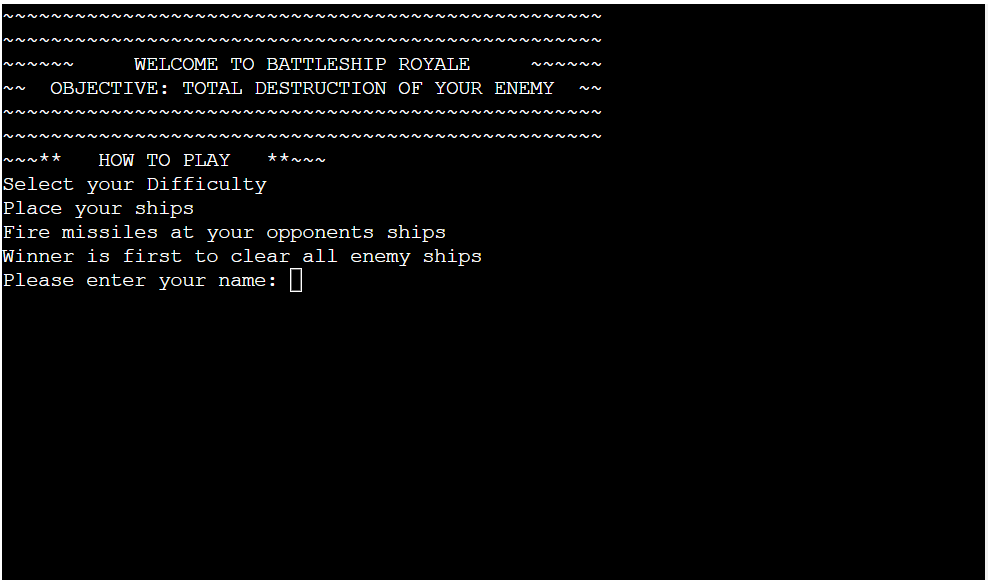 ~~~~~~~~~~~~~~~~~~~~~~~~~~~~~~~~~~~~~~~~~~~~~~~~~~
~~~~~~~~~~~~~~~~~~~~~~~~~~~~~~~~~~~~~~~~~~~~~~~~~~
~~~~~~     WELCOME TO BATTLESHIP ROYALE     ~~~~~~
~~  OBJECTIVE: TOTAL DESTRUCTION OF YOUR ENEMY  ~~
~~~~~~~~~~~~~~~~~~~~~~~~~~~~~~~~~~~~~~~~~~~~~~~~~~
~~~~~~~~~~~~~~~~~~~~~~~~~~~~~~~~~~~~~~~~~~~~~~~~~~
~~~**   HOW TO PLAY   **~~~
Select your Difficulty
Place your ships
Fire missiles at your opponents ships
Winner is first to clear all enemy ships
Please enter your name: